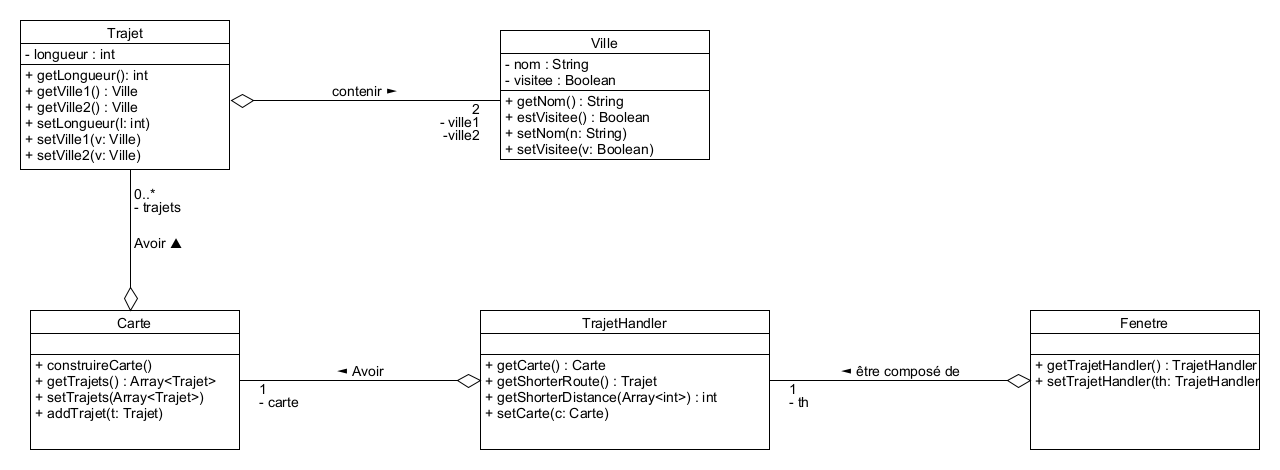 Trajet
- longueur : int
+ getLongueur(): int
+ getVille1() : Ville
+ getVille2() : Ville
+ setLongueur(l: int)
+ setVille1(v: Ville)
+ setVille2(v: Ville)
contenir ►
2
- ville1
-ville2
Ville
- nom : String
- visitee : Boolean
+ getNom() : String
+ estVisitee() : Boolean
+ setNom(n: String)
+ setVisitee(v: Boolean)
0..*
- trajets
Avoir ▲
Carte
+ construireCarte()
+ getTrajets() : Array<Trajet>
+ setTrajets(Array<Trajet>)
+ addTrajet(t: Trajet)
◄ Avoir
1
- carte
TrajetHandler
+ getCarte() : Carte
+ getShorterRoute() : Trajet
+ getShorterDistance(Array<int>) : int
+ setCarte(c: Carte)
◄ être composé de
1
- th
Fenetre
+ getTrajetHandler() : TrajetHandler
+ setTrajetHandler(th: TrajetHandler